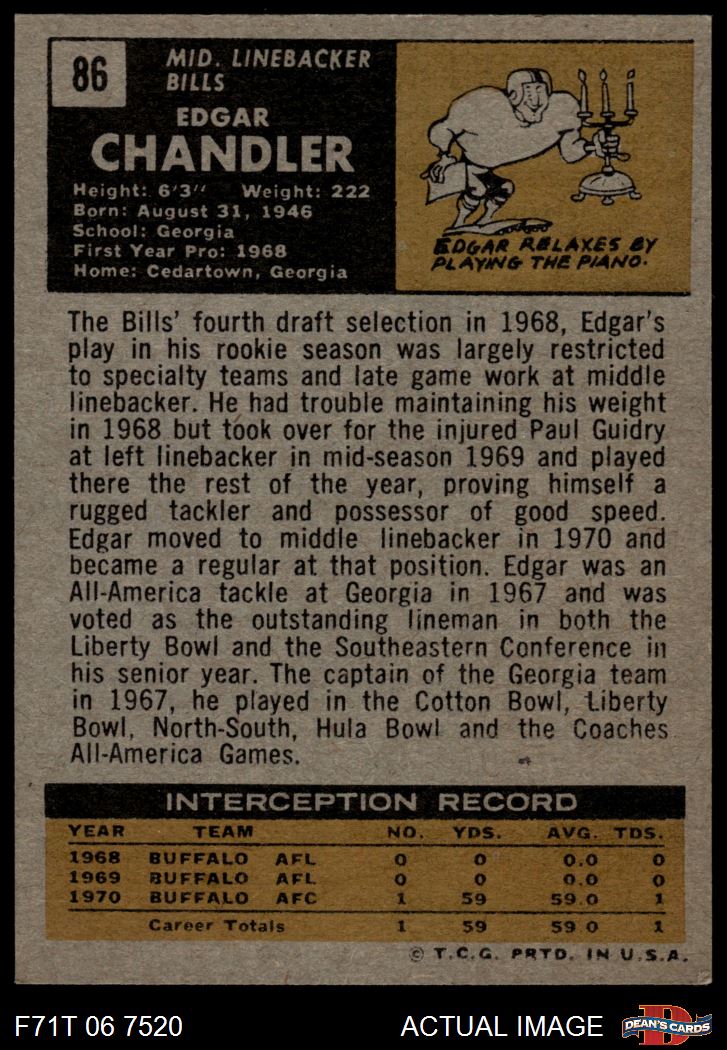 86
MID. LINEBACKER
BILLS
EDGAR
CHANDLER
Height: 6'3" Weight: 222
Born: August 31, 1946
School: Georgia
First Year Pro: 1968
Home: Cedartown, Georgia
EDGAR RELAXES BY
PLAYING THE PIANO.
The Bills' fourth draft selection in 1968, Edgar's
play in his rookie season was largely restricted
to specialty teams and late game work at middle
linebacker. He had trouble maintaining his weight
in 1968 but took over for the injured Paul Guidry
at left linebacker in mid-season 1969 and played
there the rest of the year, proving himself a
rugged tackler and possessor of good speed.
Edgar moved to middle linebacker in 1970 and
became a regular at that position. Edgar was an
All-America tackle at Georgia in 1967 and was
voted as the outstanding lineman in both the
Liberty Bowl and the Southeastern Conference in
his senior year. The captain of the Georgia team
in 1967, he played in the Cotton Bowl, Liberty
Bowl, North-South, Hula Bowl and the Coaches
All-America Games.
INTERCEPTION RECORD
YEAR TEAM NO. YDS. AVG. TDS.
1968 BUFFALO AFL 0 0 0.0 0
1969 BUFFALO AFL 0 0 0.0 0
1970 BUFFALO AFC 1 59 59.0 1
Career Totals 1 59 59.0 1
© T.C.G. PRTD. IN U.S.A.
F71T 06 7520 ACTUAL IMAGE D DEAN'S CARDS